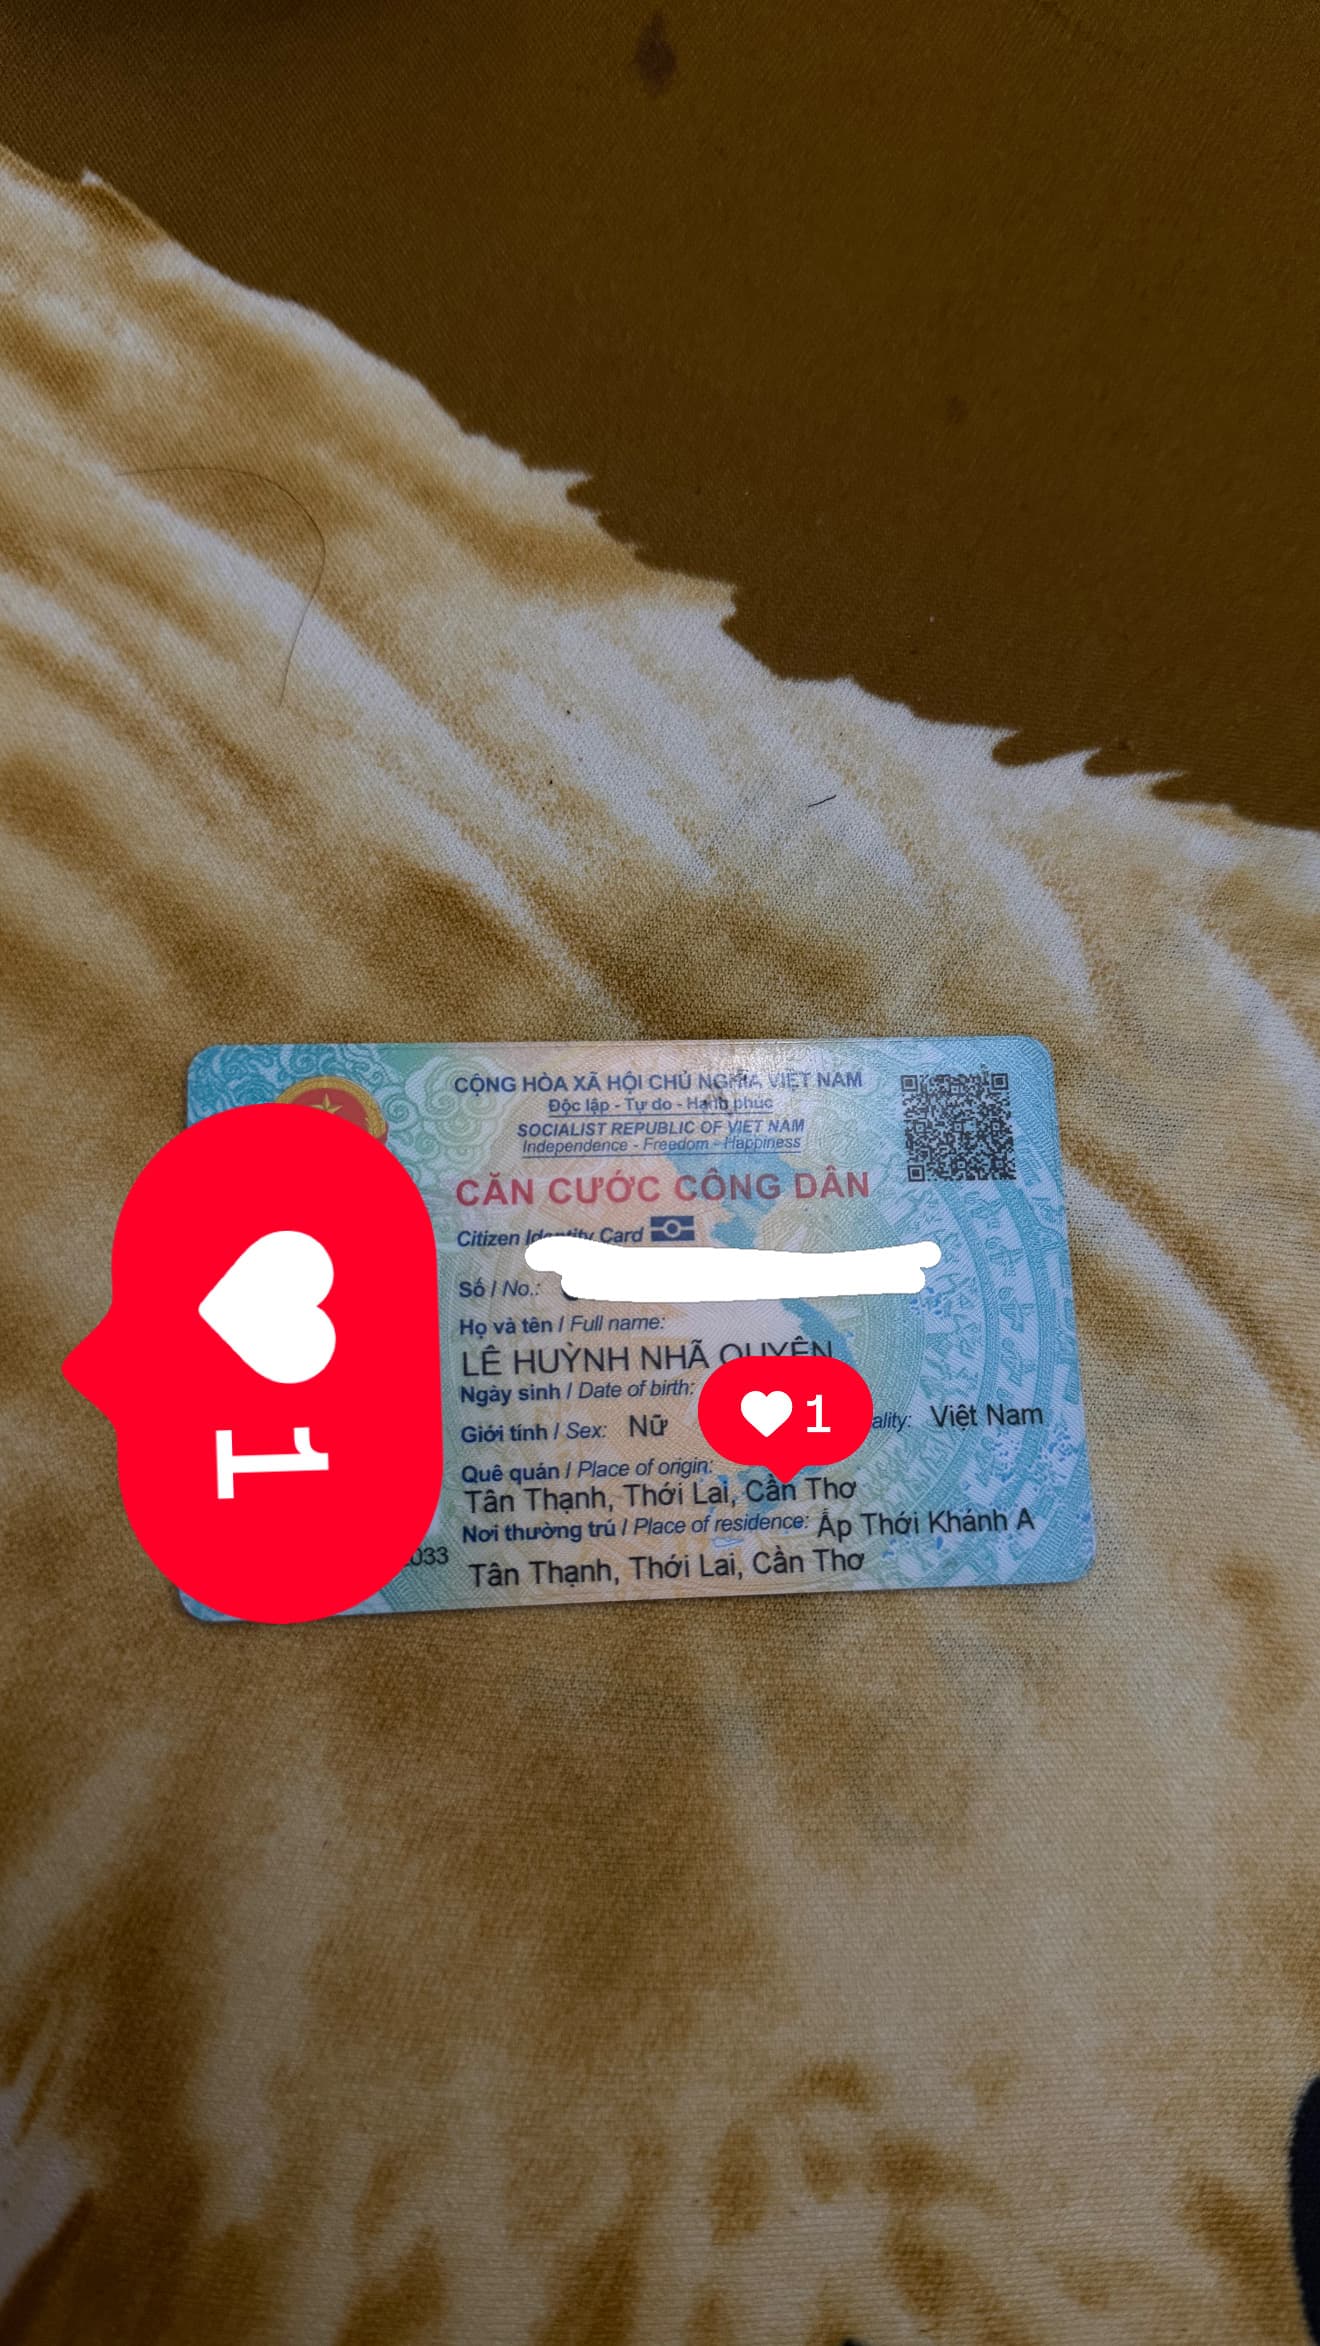 CỘNG HÒA XÃ HỘI CHỦ NGHĨA VIỆT NAM
Độc lập - Tự do - Hạnh phúc
SOCIALIST REPUBLIC OF VIET NAM
Independence - Freedom - Happiness
CĂN CƯỚC CÔNG DÂN
Citizen Identity Card
Số / No.:
Họ và tên / Full name:
LÊ HUỲNH NHÃ QUYÊN
Ngày sinh / Date of birth:
Giới tính / Sex: Nữ ality: Việt Nam
1
Quê quán / Place of origin:
Tân Thạnh, Thới Lai, Cần Thơ
Nơi thường trú / Place of residence: Ấp Thới Khánh A
Tân Thạnh, Thới Lai, Cần Thơ
033
1